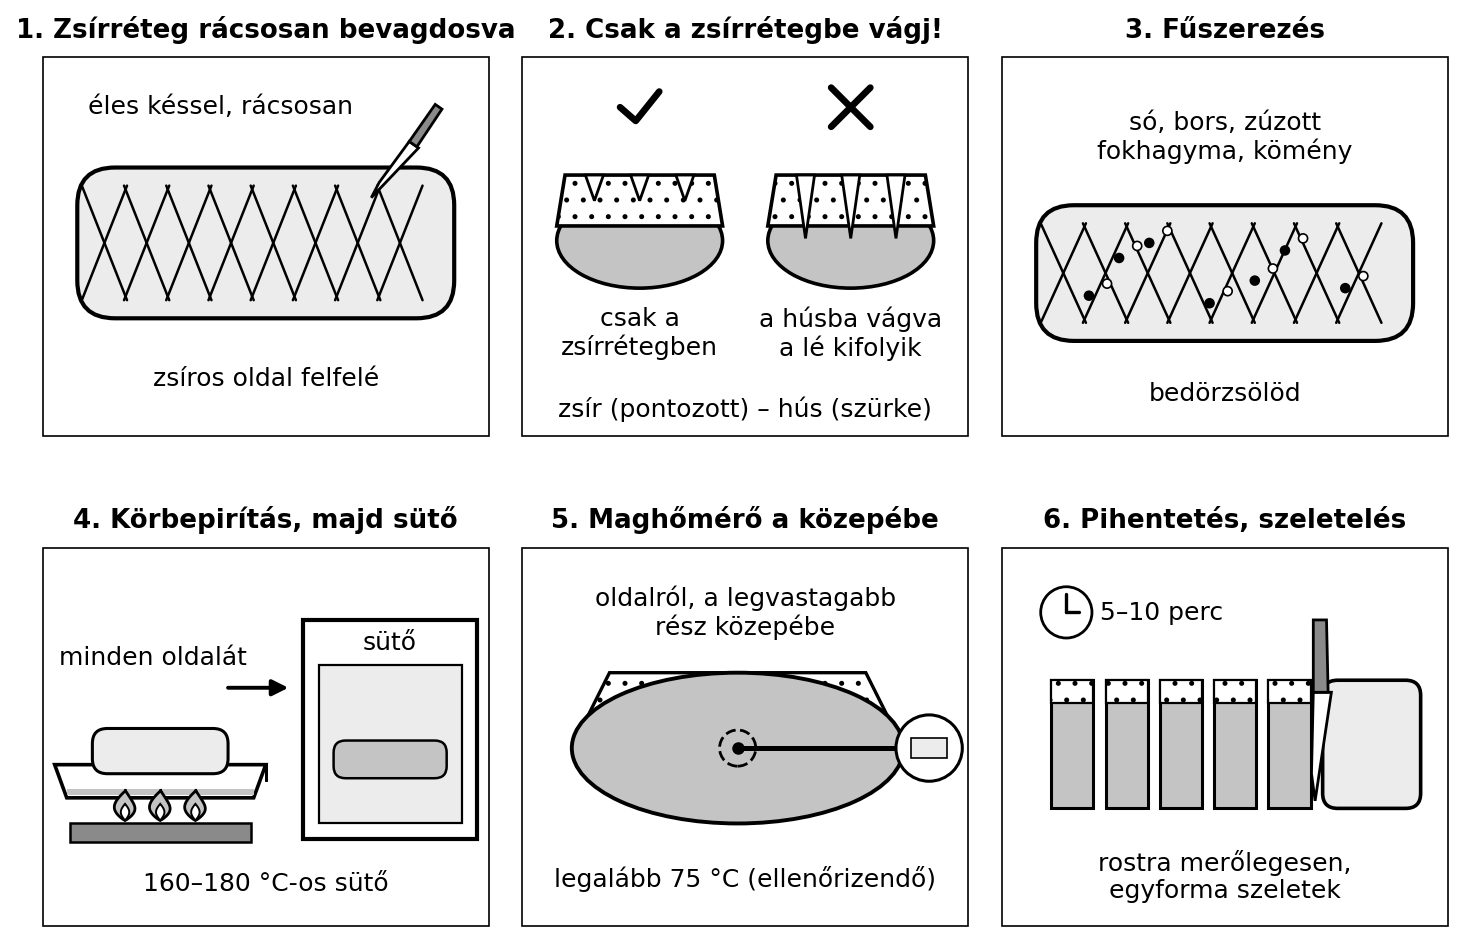 1. Zsírréteg rácsosan bevagdosva
éles késsel, rácsosan
zsíros oldal felfelé
2. Csak a zsírrétegbe vágj!
csak a
zsírrétegben
a húsba vágva
a lé kifolyik
zsír (pontozott) – hús (szürke)
3. Fűszerezés
só, bors, zúzott
fokhagyma, kömény
bedörzsölöd
4. Körbepirítás, majd sütő
minden oldalát
sütő
160–180 °C-os sütő
5. Maghőmérő a közepébe
oldalról, a legvastagabb
rész közepébe
legalább 75 °C (ellenőrizendő)
6. Pihentetés, szeletelés
5–10 perc
rostra merőlegesen,
egyforma szeletek